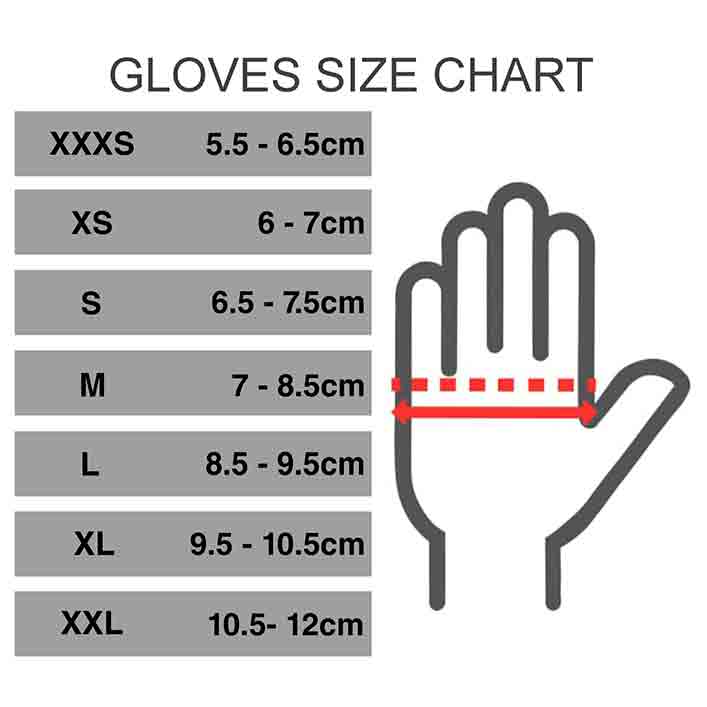 GLOVES SIZE CHART
XXXS 5.5 - 6.5cm
XS 6 - 7cm
S 6.5 - 7.5cm
M 7 - 8.5cm
L 8.5 - 9.5cm
XL 9.5 - 10.5cm
XXL 10.5- 12cm